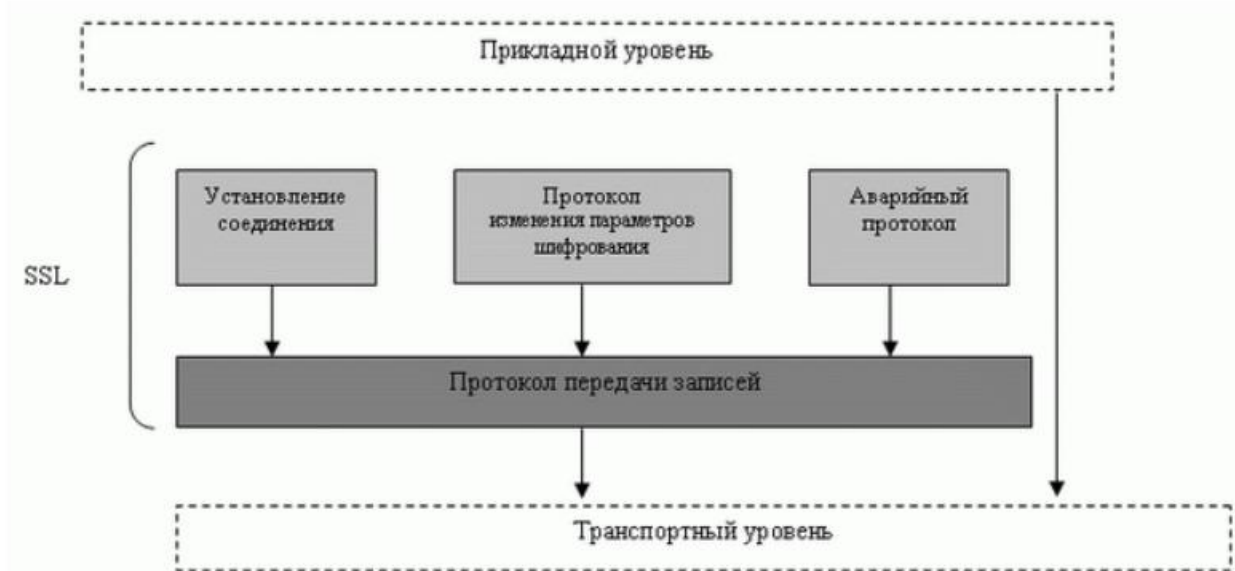 Прикладной уровень
Установление
соединения
Протокол
изменения параметров
шифрования
Аварийный
протокол
SSL
Протокол передачи записей
Транспортный уровень